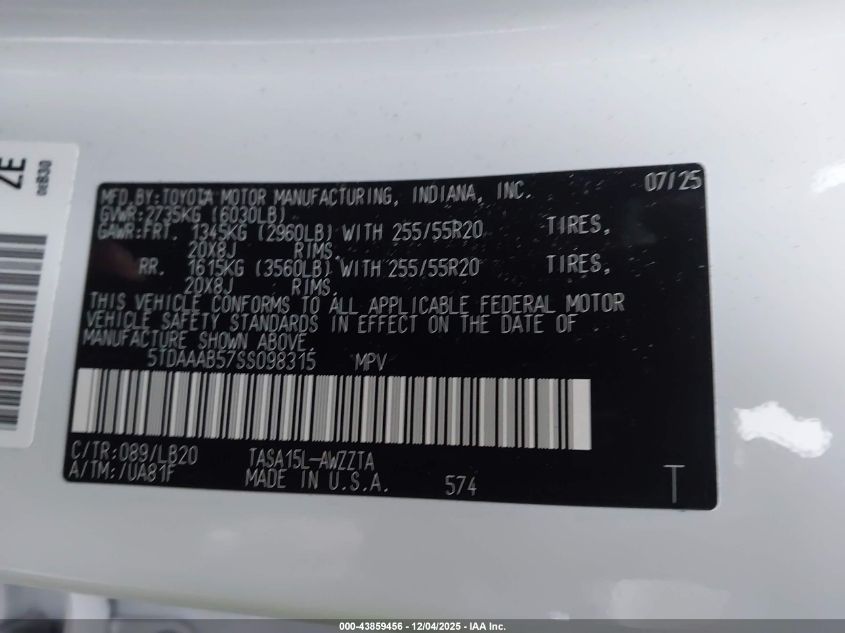 ZE
0EB30
MFD.BY:TOYOTA MOTOR MANUFACTURING, INDIANA, INC. 07/25
GVWR:2735KG (6030LB)
GAWR:FRT. 1345KG (2960LB) WITH 255/55R20 TIRES,
20X8J RIMS,
RR. 1615KG (3560LB) WITH 255/55R20 TIRES,
20X8J RIMS.
THIS VEHICLE CONFORMS TO ALL APPLICABLE FEDERAL MOTOR
VEHICLE SAFETY STANDARDS IN EFFECT ON THE DATE OF
MANUFACTURE SHOWN ABOVE.
5TDAAAB57SS098315 MPV
C/TR:089/LB20 TASA15L-AWZZTA
A/TM:/UA81F MADE IN U.S.A. 574 T
000-43859456 - 12/04/2025 - IAA Inc.